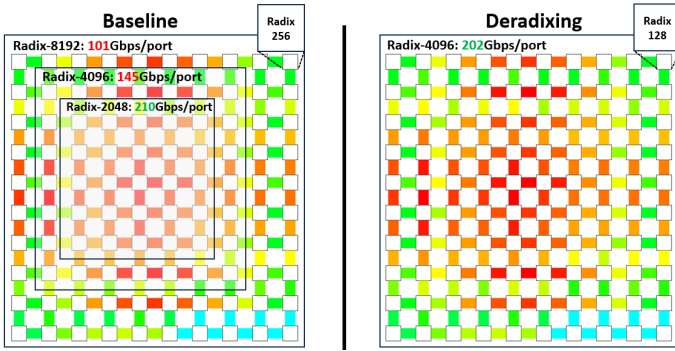 Baseline
Radix
256
Radix-8192: 101Gbps/port
Radix-4096: 145Gbps/port
Radix-2048: 210Gbps/port
Deradixing
Radix
128
Radix-4096: 202Gbps/port